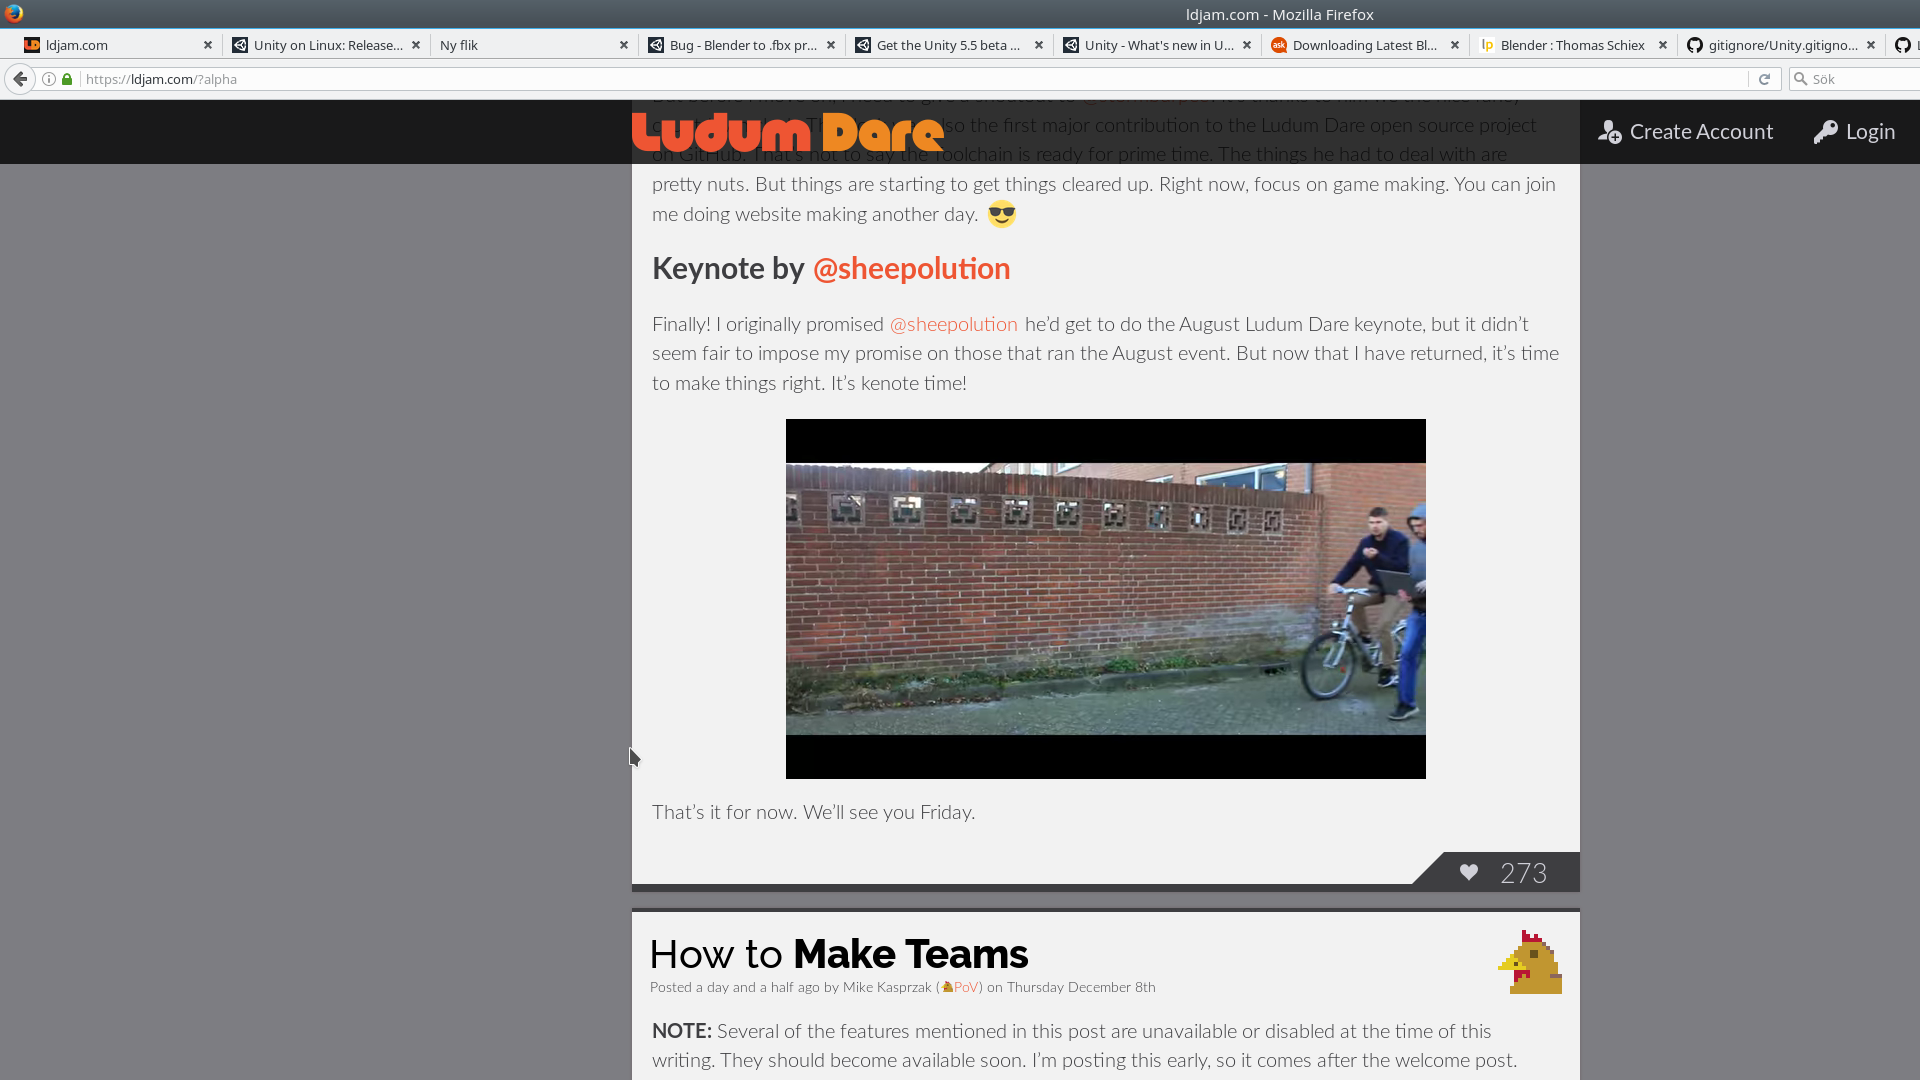 ldjam.com - Mozilla Firefox
ldjam.com Unity on Linux: Release... Ny flik Bug - Blender to .fbx pr... Get the Unity 5.5 beta ... Unity - What's new in U... Downloading Latest Bl... Blender : Thomas Schiex gitignore/Unity.gitigno...
https://ldjam.com/?alpha Sök
Ludum Dare
Create Account Login
also the first major contribution to the Ludum Dare open source project
on GitHub. That's not to say the Toolchain is ready for prime time. The things he had to deal with are
pretty nuts. But things are starting to get things cleared up. Right now, focus on game making. You can join
me doing website making another day.
Keynote by @sheepolution
Finally! I originally promised @sheepolution he’d get to do the August Ludum Dare keynote, but it didn’t
seem fair to impose my promise on those that ran the August event. But now that I have returned, it’s time
to make things right. It’s kenote time!
That’s it for now. We’ll see you Friday.
273
How to Make Teams
Posted a day and a half ago by Mike Kasprzak (PoV) on Thursday December 8th
NOTE: Several of the features mentioned in this post are unavailable or disabled at the time of this
writing. They should become available soon. I’m posting this early, so it comes after the welcome post.